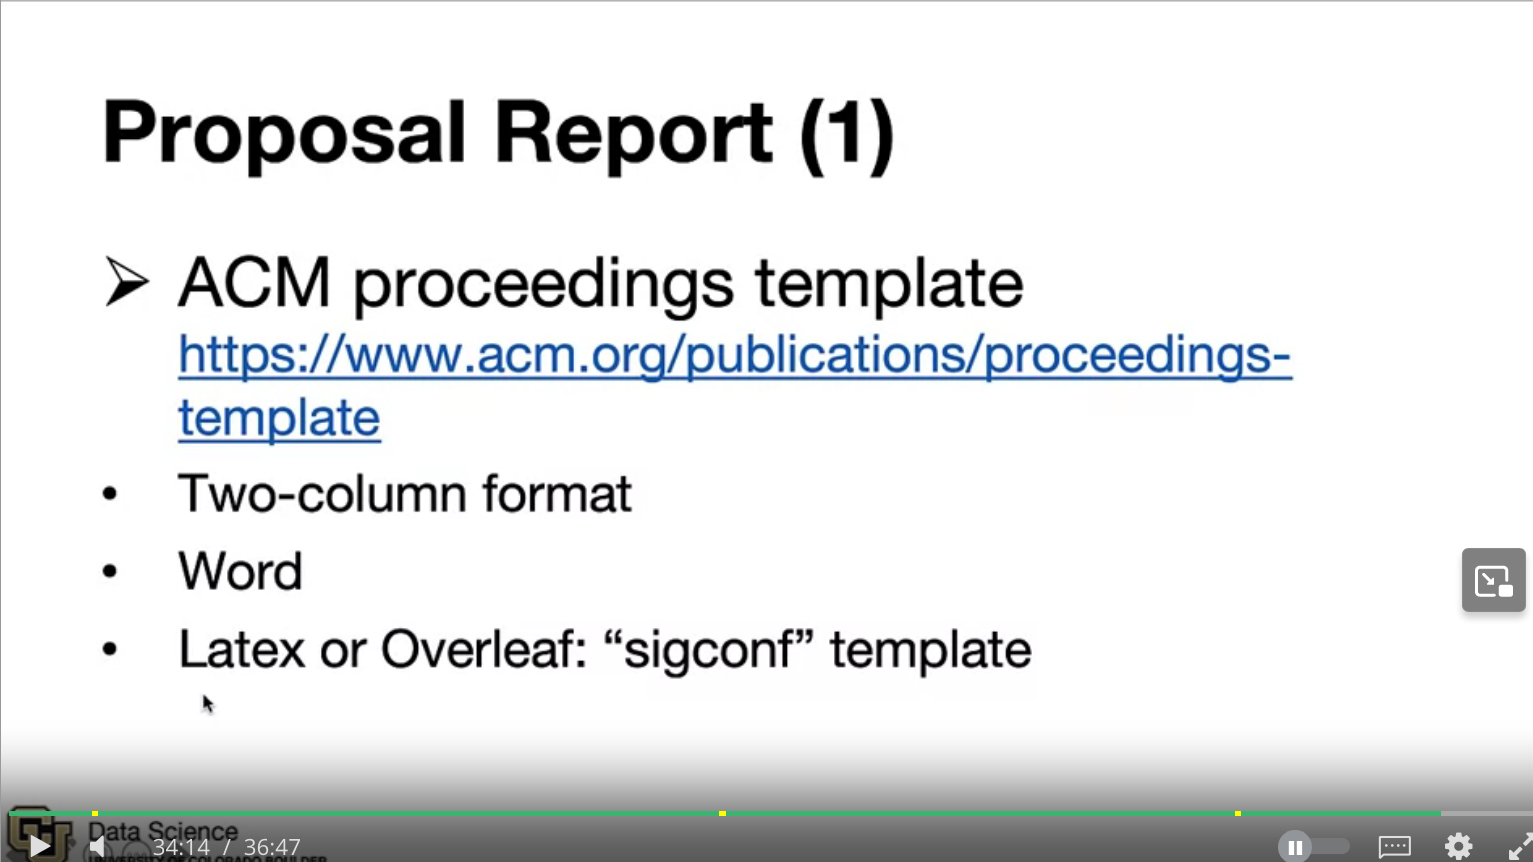 Proposal Report (1)
➢ ACM proceedings template
https://www.acm.org/publications/proceedings-
template
• Two-column format
• Word
• Latex or Overleaf: “sigconf” template
Data Science
UNIVERSITY OF COLORADO BOULDER
34:14 / 36:47